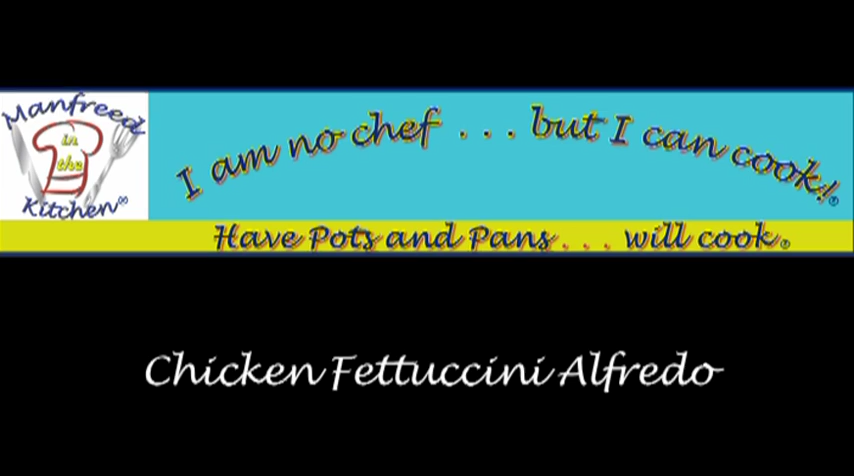 Manfreed
in
the
Kitchen®
I am no chef . . . but I can cook!®
Have Pots and Pans . . . will cook®
Chicken Fettuccini Alfredo